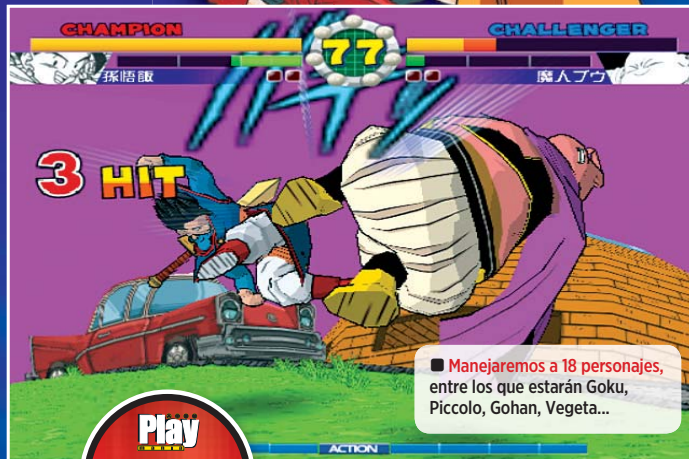 CHAMPION
CHALLENGER
77
孫悟飯
魔人ブウ
3 HIT
■ Manejaremos a 18 personajes,
entre los que estarán Goku,
Piccolo, Gohan, Vegeta...
Play
ACTION